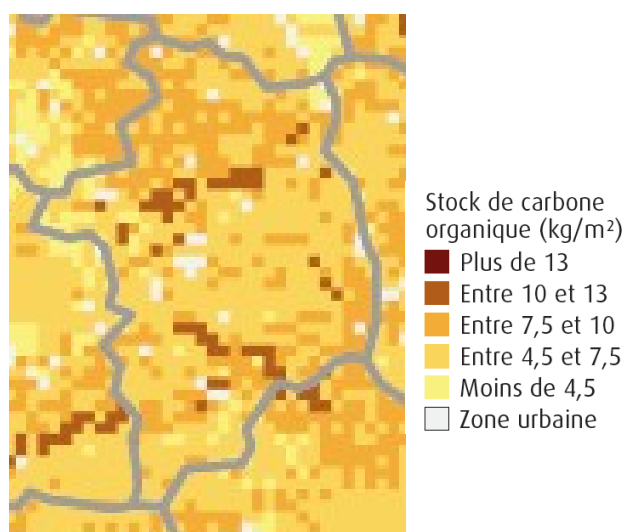 Stock de carbone
organique (kg/m²)
Plus de 13
Entre 10 et 13
Entre 7,5 et 10
Entre 4,5 et 7,5
Moins de 4,5
Zone urbaine